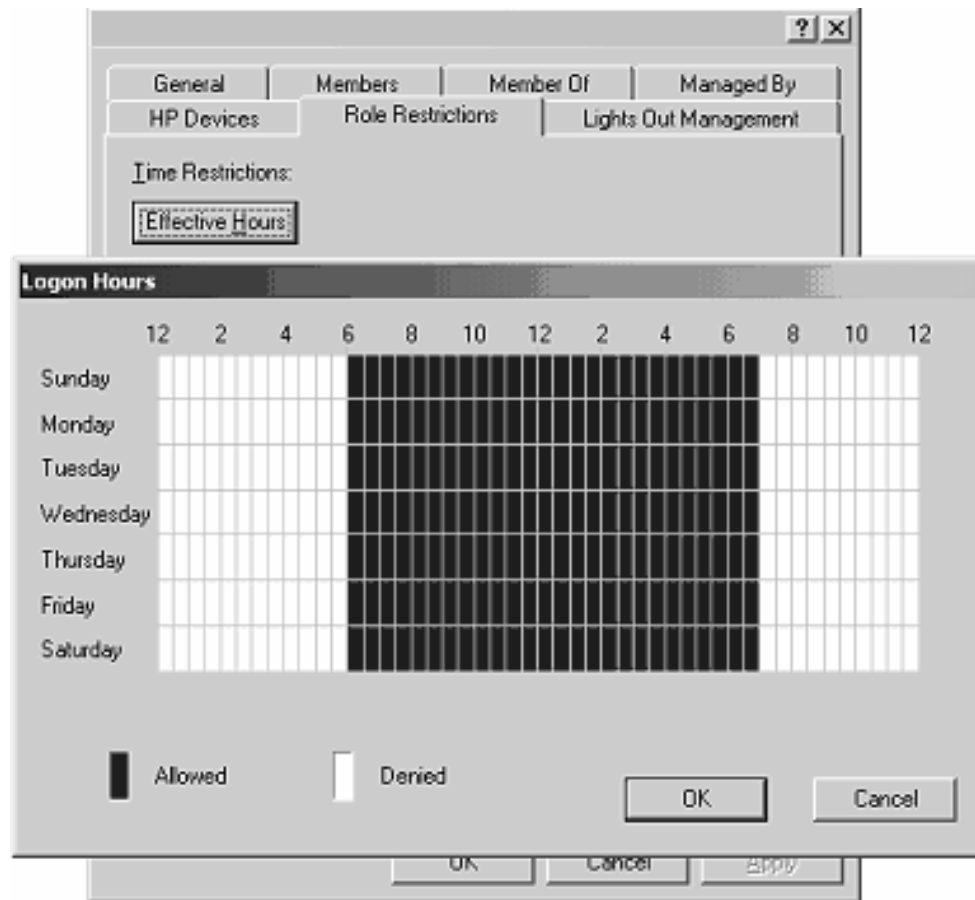 ? ×
General Members Member Of Managed By
HP Devices Role Restrictions Lights Out Management
Time Restrictions:
Effective Hours
Logon Hours
12 2 4 6 8 10 12 2 4 6 8 10 12
Sunday
Monday
Tuesday
Wednesday
Thursday
Friday
Saturday
Allowed Denied
OK Cancel
OK Cancel Apply